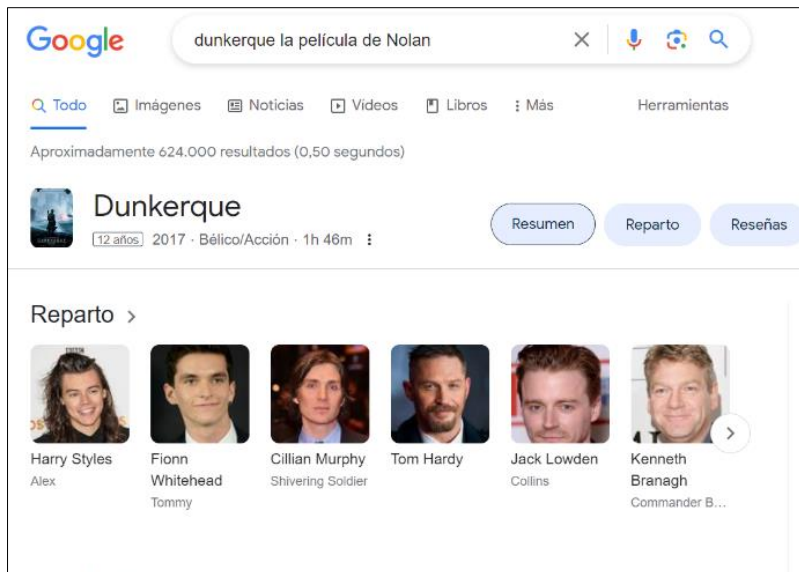 Google
dunkerque la película de Nolan
Todo Imágenes Noticias Vídeos Libros Más Herramientas
Aproximadamente 624.000 resultados (0,50 segundos)
Dunkerque
12 años 2017 · Bélico/Acción · 1h 46m
Resumen Reparto Reseñas
Reparto
Harry Styles
Alex
Fionn
Whitehead
Tommy
Cillian Murphy
Shivering Soldier
Tom Hardy
Jack Lowden
Collins
Kenneth
Branagh
Commander B...